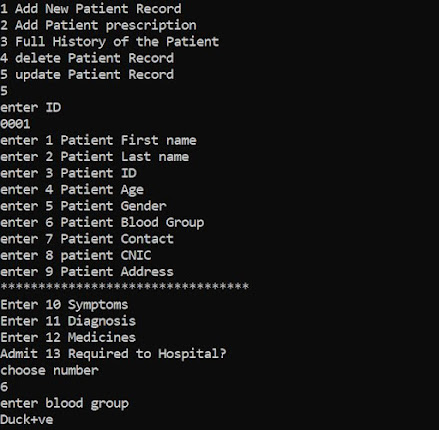 1 Add New Patient Record
2 Add Patient prescription
3 Full History of the Patient
4 delete Patient Record
5 update Patient Record
5
enter ID
0001
enter 1 Patient First name
enter 2 Patient Last name
enter 3 Patient ID
enter 4 Patient Age
enter 5 Patient Gender
enter 6 Patient Blood Group
enter 7 Patient Contact
enter 8 patient CNIC
enter 9 Patient Address
*********************************
Enter 10 Symptoms
Enter 11 Diagnosis
Enter 12 Medicines
Admit 13 Required to Hospital?
choose number
6
enter blood group
Duck+ve